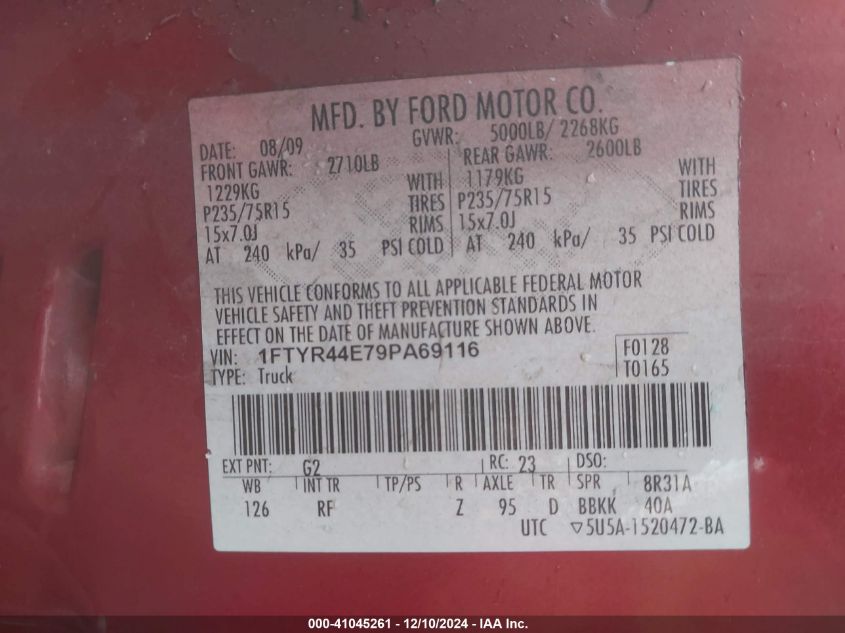 MFD. BY FORD MOTOR CO.
DATE: 08/09 GVWR: 5000LB/ 2268KG
FRONT GAWR: 2710LB REAR GAWR: 2600LB
1229KG WITH 1179KG WITH
P235/75R15 TIRES P235/75R15 TIRES
15x7.0J RIMS 15x7.0J RIMS
AT 240 kPa/ 35 PSI COLD AT 240 kPa/ 35 PSI COLD
THIS VEHICLE CONFORMS TO ALL APPLICABLE FEDERAL MOTOR
VEHICLE SAFETY AND THEFT PREVENTION STANDARDS IN
EFFECT ON THE DATE OF MANUFACTURE SHOWN ABOVE.
VIN: 1FTYR44E79PA69116 F0128
TYPE: Truck T0165
EXT PNT: G2 RC: 23 DSO:
WB INT TR TP/PS R AXLE TR SPR 8R31A
126 RF Z 95 D BBKK 40A
UTC ▽5U5A-1520472-BA
000-41045261 - 12/10/2024 - IAA Inc.